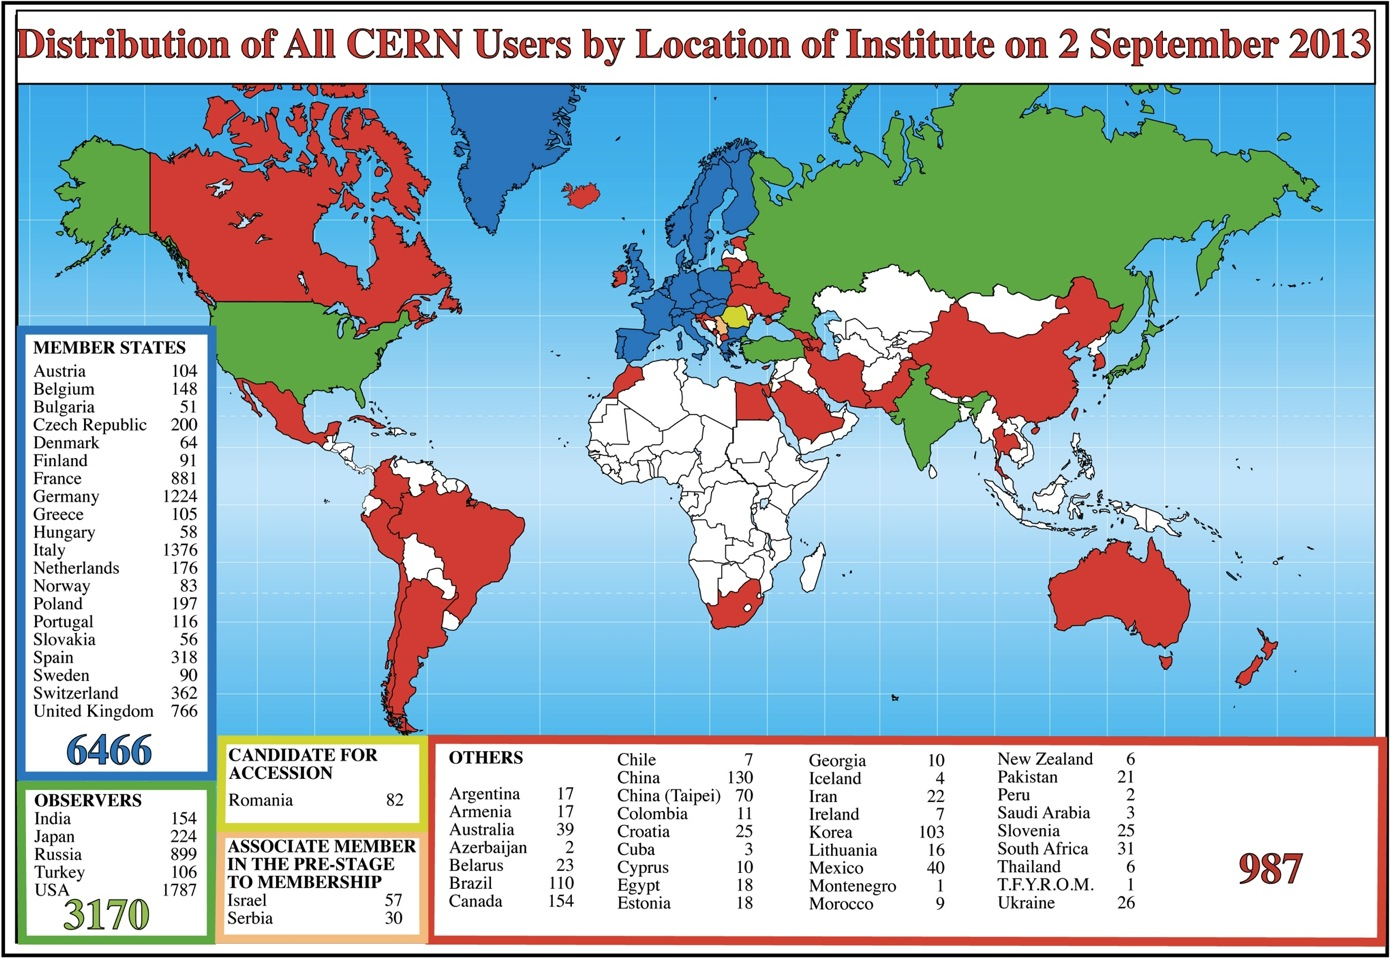 Distribution of All CERN Users by Location of Institute on 2 September 2013
MEMBER STATES
Austria 104
Belgium 148
Bulgaria 51
Czech Republic 200
Denmark 64
Finland 91
France 881
Germany 1224
Greece 105
Hungary 58
Italy 1376
Netherlands 176
Norway 83
Poland 197
Portugal 116
Slovakia 56
Spain 318
Sweden 90
Switzerland 362
United Kingdom 766
6466
OBSERVERS
India 154
Japan 224
Russia 899
Turkey 106
USA 1787
3170
CANDIDATE FOR
ACCESSION
Romania 82
ASSOCIATE MEMBER
IN THE PRE-STAGE
TO MEMBERSHIP
Israel 57
Serbia 30
OTHERS
Argentina 17
Armenia 17
Australia 39
Azerbaijan 2
Belarus 23
Brazil 110
Canada 154
Chile 7
China 130
China (Taipei) 70
Colombia 11
Croatia 25
Cuba 3
Cyprus 10
Egypt 18
Estonia 18
Georgia 10
Iceland 4
Iran 22
Ireland 7
Korea 103
Lithuania 16
Mexico 40
Montenegro 1
Morocco 9
New Zealand 6
Pakistan 21
Peru 2
Saudi Arabia 3
Slovenia 25
South Africa 31
Thailand 6
T.F.Y.R.O.M. 1
Ukraine 26
987